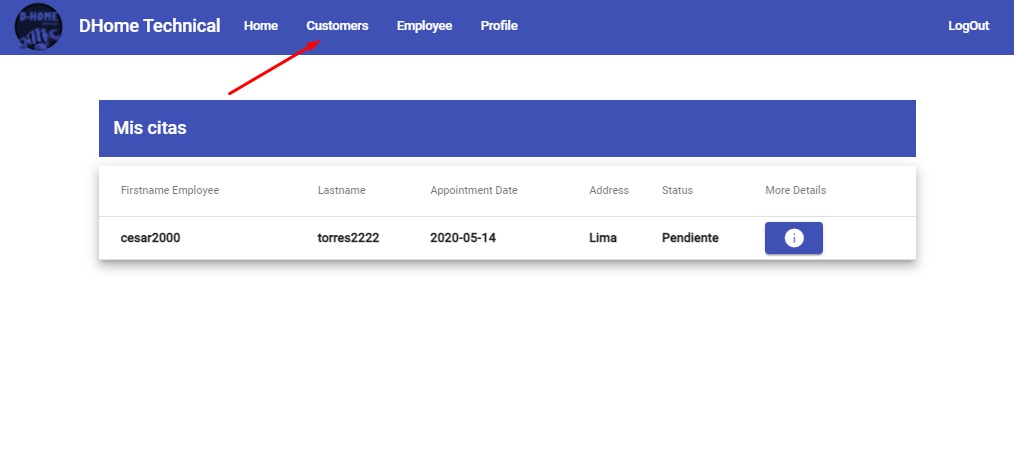 D-HOME
DHome Technical Home Customers Employee Profile LogOut
Mis citas
Firstname Employee Lastname Appointment Date Address Status More Details
cesar2000 torres2222 2020-05-14 Lima Pendiente